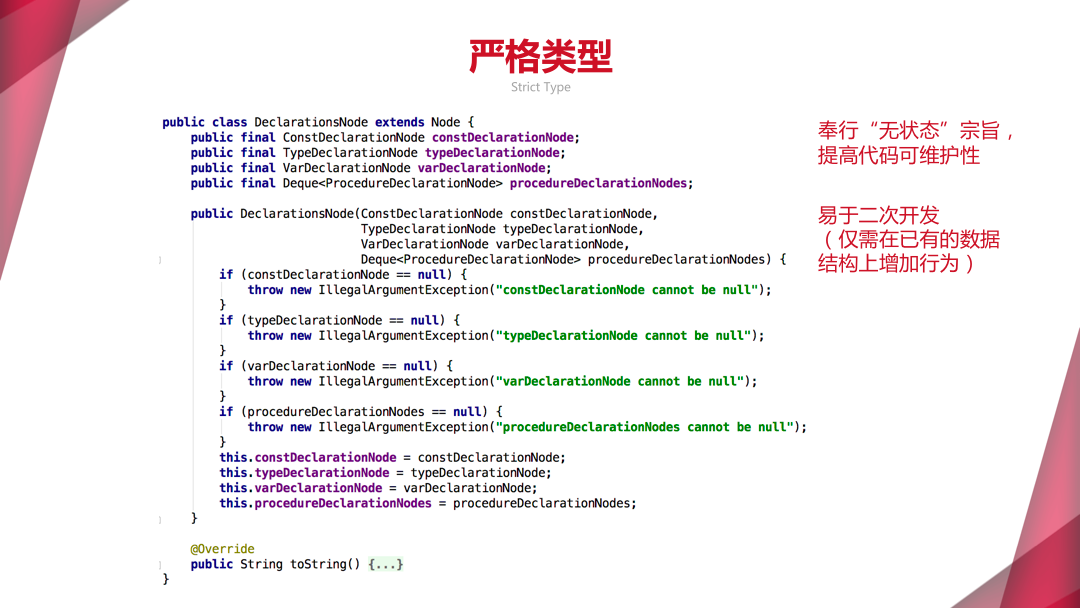 严格类型
Strict Type
public class DeclarationsNode extends Node {
    public final ConstDeclarationNode constDeclarationNode;
    public final TypeDeclarationNode typeDeclarationNode;
    public final VarDeclarationNode varDeclarationNode;
    public final Deque<ProcedureDeclarationNode> procedureDeclarationNodes;
    public DeclarationsNode(ConstDeclarationNode constDeclarationNode,
                            TypeDeclarationNode typeDeclarationNode,
                            VarDeclarationNode varDeclarationNode,
                            Deque<ProcedureDeclarationNode> procedureDeclarationNodes) {
        if (constDeclarationNode == null) {
            throw new IllegalArgumentException("constDeclarationNode cannot be null");
        }
        if (typeDeclarationNode == null) {
            throw new IllegalArgumentException("typeDeclarationNode cannot be null");
        }
        if (varDeclarationNode == null) {
            throw new IllegalArgumentException("varDeclarationNode cannot be null");
        }
        if (procedureDeclarationNodes == null) {
            throw new IllegalArgumentException("procedureDeclarationNodes cannot be null");
        }
        this.constDeclarationNode = constDeclarationNode;
        this.typeDeclarationNode = typeDeclarationNode;
        this.varDeclarationNode = varDeclarationNode;
        this.procedureDeclarationNodes = procedureDeclarationNodes;
    }
    @Override
    public String toString() {...}
}
奉行“无状态”宗旨，
提高代码可维护性
易于二次开发
（仅需在已有的数据
结构上增加行为）